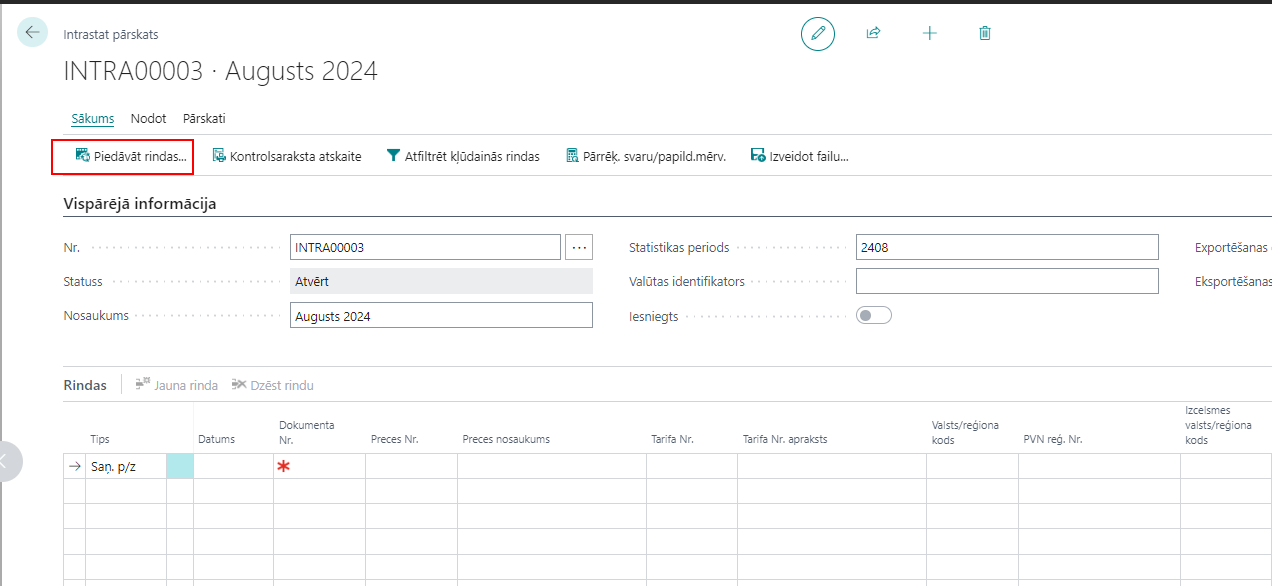 Intrastat pārskats
INTRA00003 · Augusts 2024
Sākums Nodot Pārskati
Piedāvāt rindas... Kontrolsaraksta atskaite Atfiltrēt kļūdainās rindas Pārrēķ. svaru/papild.mērv. Izveidot failu...
Vispārējā informācija
Nr. INTRA00003 ... Statistikas periods 2408 Exportēšanas
Statuss Atvērt Valūtas identifikators Eksportēšanas
Nosaukums Augusts 2024 Iesniegts
Rindas Jauna rinda Dzēst rindu
Tips Datums Dokumenta Nr. Preces Nr. Preces nosaukums Tarifa Nr. Tarifa Nr. apraksts Valsts/reģiona kods PVN reģ. Nr. Izcelsmes valsts/reģiona kods
Saņ. p/z